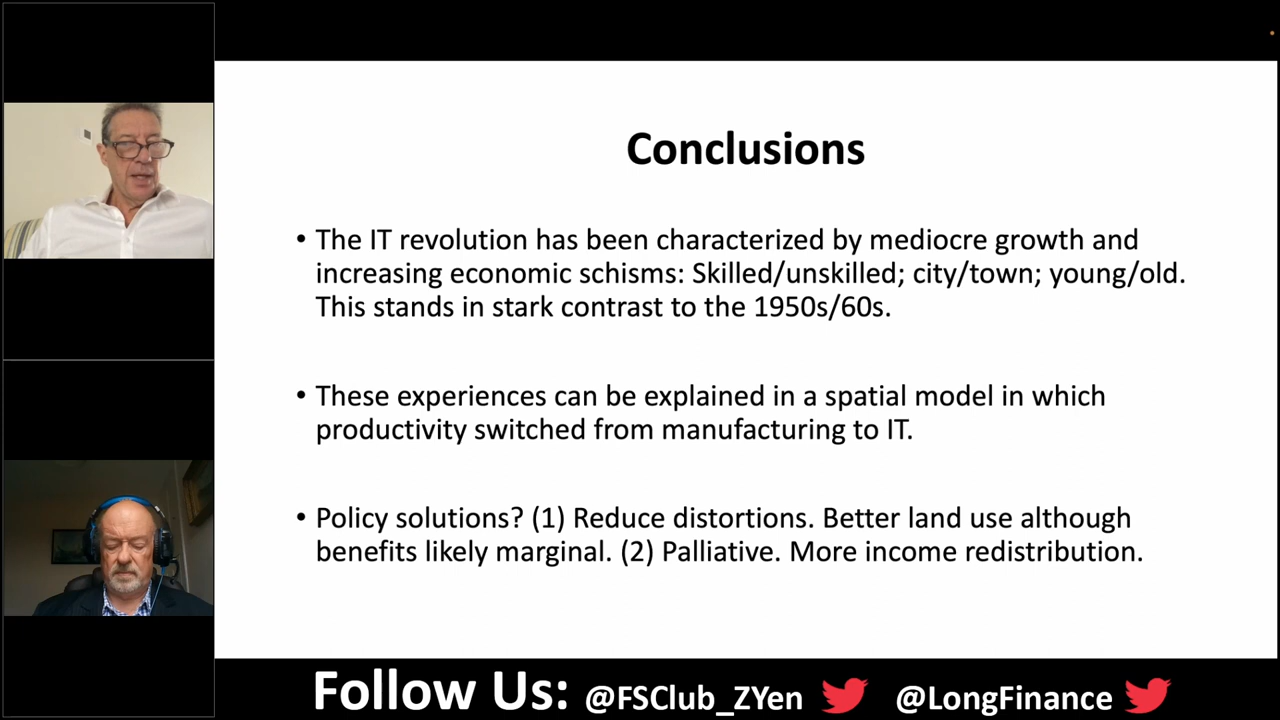 Conclusions
• The IT revolution has been characterized by mediocre growth and
increasing economic schisms: Skilled/unskilled; city/town; young/old.
This stands in stark contrast to the 1950s/60s.
• These experiences can be explained in a spatial model in which
productivity switched from manufacturing to IT.
• Policy solutions? (1) Reduce distortions. Better land use although
benefits likely marginal. (2) Palliative. More income redistribution.
Follow Us: @FSClub_ZYen @LongFinance